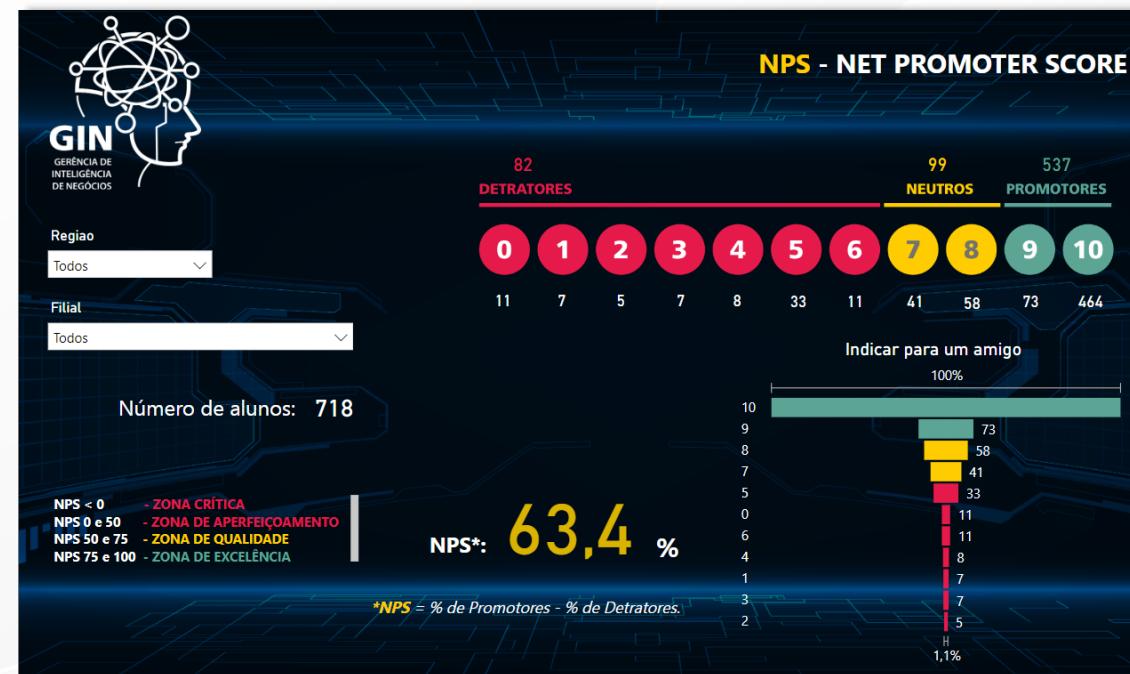 NPS - NET PROMOTER SCORE
GIN
GERÊNCIA DE
INTELIGÊNCIA
DE NEGÓCIOS
82
DETRATORES
99
NEUTROS
537
PROMOTORES
0 1 2 3 4 5 6 7 8 9 10
11 7 5 7 8 33 11 41 58 73 464
Regiao
Todos
Filial
Todos
Número de alunos: 718
NPS < 0 - ZONA CRÍTICA
NPS 0 e 50 - ZONA DE APERFEIÇOAMENTO
NPS 50 e 75 - ZONA DE QUALIDADE
NPS 75 e 100 - ZONA DE EXCELÊNCIA
NPS*: 63,4 %
*NPS = % de Promotores - % de Detratores.
Indicar para um amigo
100%
10
9 73
8 58
7 41
5 33
0 11
6 11
4 8
1 7
3 7
2 5
1,1%